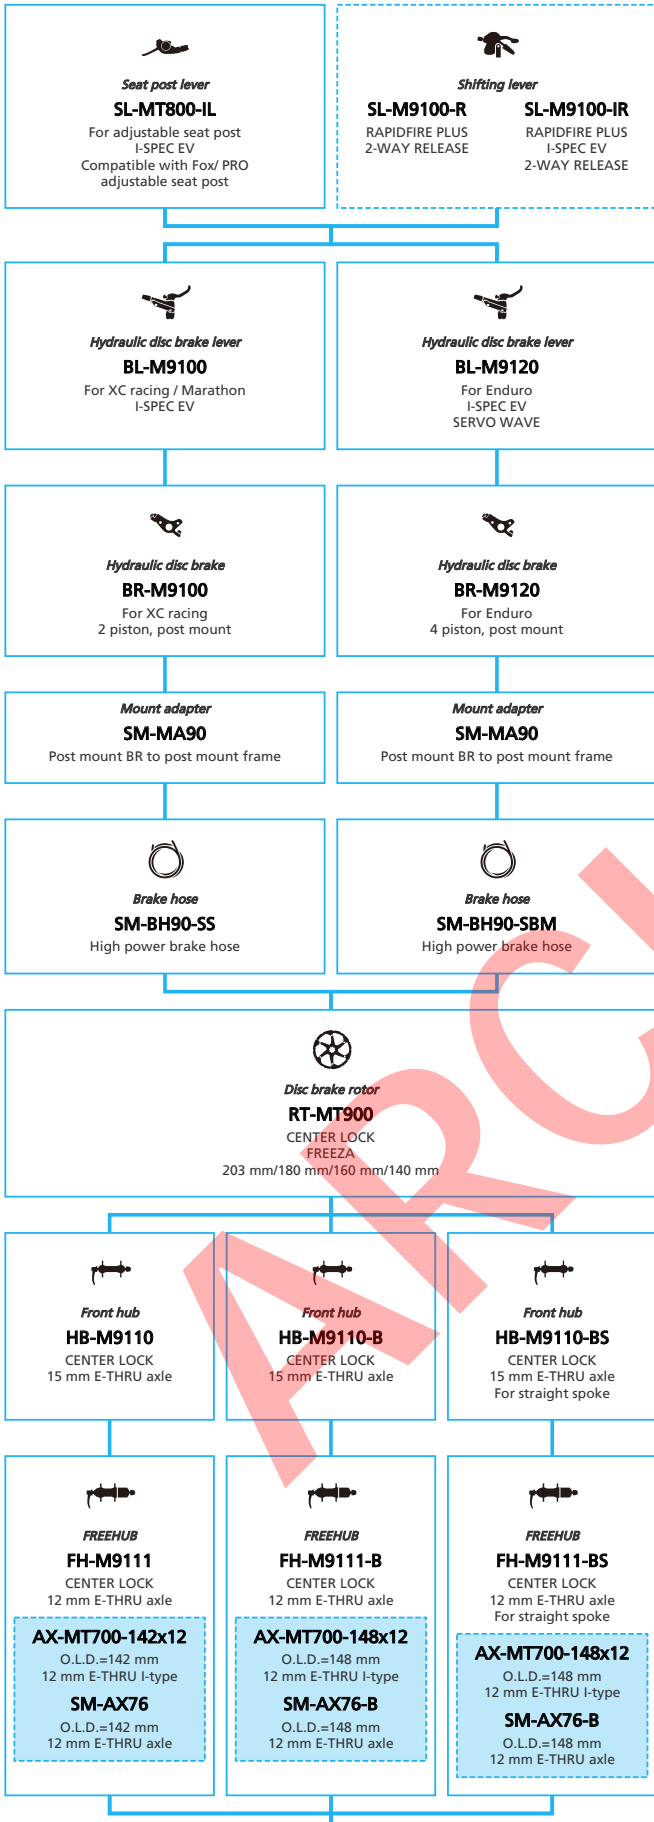 Seat post lever
SL-MT800-IL
For adjustable seat post
I-SPEC EV
Compatible with Fox/ PRO
adjustable seat post
Shifting lever
SL-M9100-R
RAPIDFIRE PLUS
2-WAY RELEASE
SL-M9100-IR
RAPIDFIRE PLUS
I-SPEC EV
2-WAY RELEASE
Hydraulic disc brake lever
BL-M9100
For XC racing / Marathon
I-SPEC EV
Hydraulic disc brake lever
BL-M9120
For Enduro
I-SPEC EV
SERVO WAVE
Hydraulic disc brake
BR-M9100
For XC racing
2 piston, post mount
Hydraulic disc brake
BR-M9120
For Enduro
4 piston, post mount
Mount adapter
SM-MA90
Post mount BR to post mount frame
Mount adapter
SM-MA90
Post mount BR to post mount frame
Brake hose
SM-BH90-SS
High power brake hose
Brake hose
SM-BH90-SBM
High power brake hose
Disc brake rotor
RT-MT900
CENTER LOCK
FREEZA
203 mm/180 mm/160 mm/140 mm
Front hub
HB-M9110
CENTER LOCK
15 mm E-THRU axle
Front hub
HB-M9110-B
CENTER LOCK
15 mm E-THRU axle
Front hub
HB-M9110-BS
CENTER LOCK
15 mm E-THRU axle
For straight spoke
FREEHUB
FH-M9111
CENTER LOCK
12 mm E-THRU axle
AX-MT700-142x12
O.L.D.=142 mm
12 mm E-THRU I-type
SM-AX76
O.L.D.=142 mm
12 mm E-THRU axle
FREEHUB
FH-M9111-B
CENTER LOCK
12 mm E-THRU axle
AX-MT700-148x12
O.L.D.=148 mm
12 mm E-THRU I-type
SM-AX76-B
O.L.D.=148 mm
12 mm E-THRU axle
FREEHUB
FH-M9111-BS
CENTER LOCK
12 mm E-THRU axle
For straight spoke
AX-MT700-148x12
O.L.D.=148 mm
12 mm E-THRU I-type
SM-AX76-B
O.L.D.=148 mm
12 mm E-THRU axle